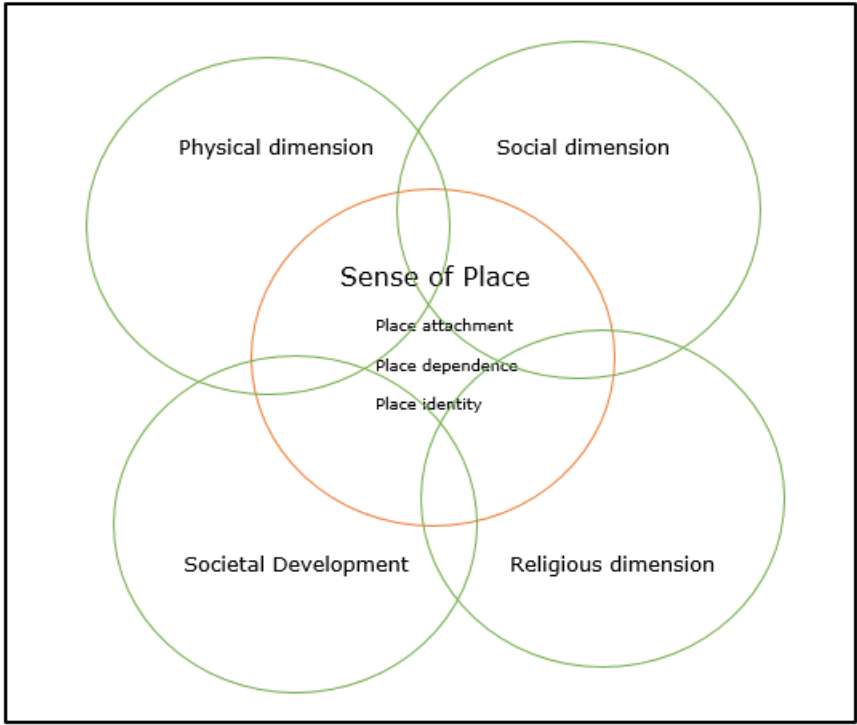 Physical dimension
Social dimension
Sense of Place
Place attachment
Place dependence
Place identity
Societal Development
Religious dimension